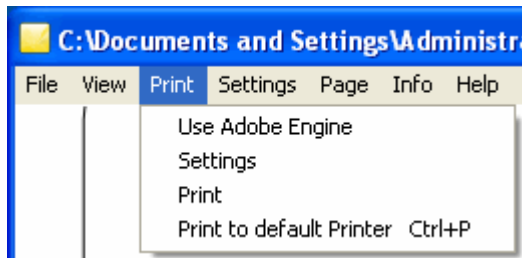 C:\Documents and Settings\Administr
File View Print Settings Page Info Help
Use Adobe Engine
Settings
Print
Print to default Printer Ctrl+P